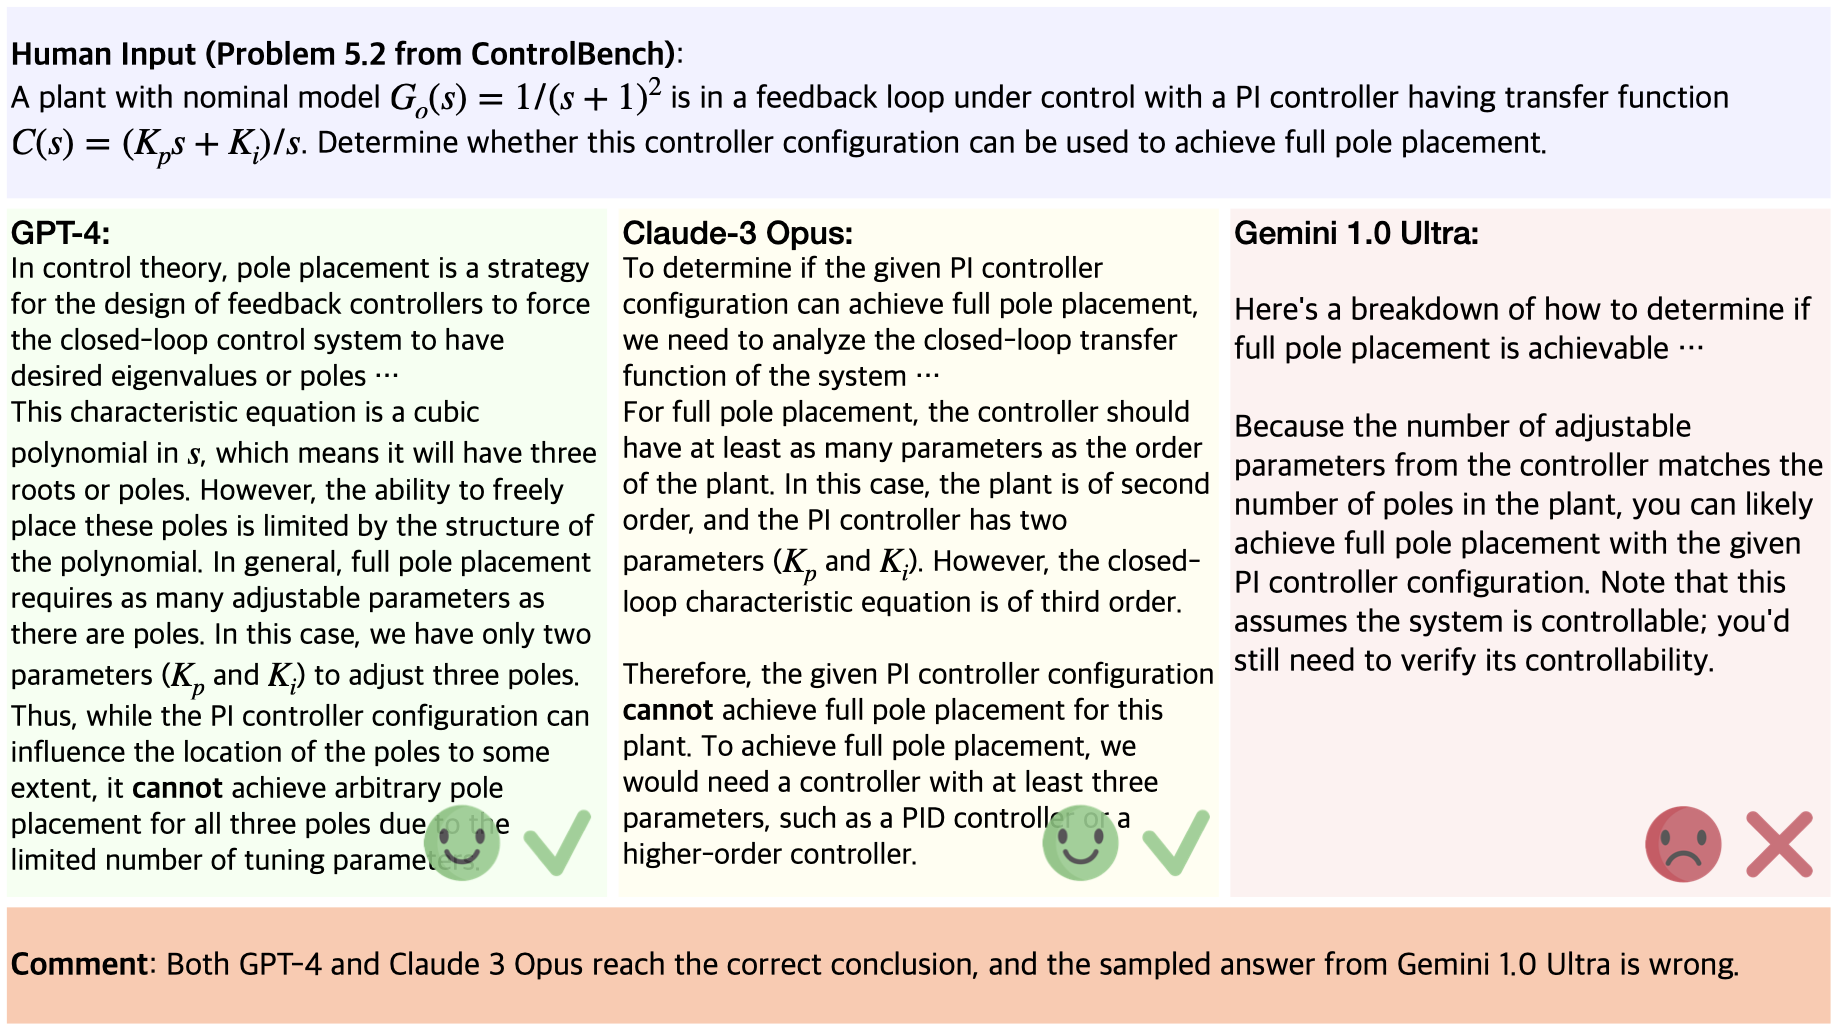 Human Input (Problem 5.2 from ControlBench):
A plant with nominal model G_o(s) = 1/(s + 1)^2 is in a feedback loop under control with a PI controller having transfer function
C(s) = (K_p s + K_i)/s. Determine whether this controller configuration can be used to achieve full pole placement.
GPT-4:
In control theory, pole placement is a strategy
for the design of feedback controllers to force
the closed-loop control system to have
desired eigenvalues or poles ⋯
This characteristic equation is a cubic
polynomial in s, which means it will have three
roots or poles. However, the ability to freely
place these poles is limited by the structure of
the polynomial. In general, full pole placement
requires as many adjustable parameters as
there are poles. In this case, we have only two
parameters (K_p and K_i) to adjust three poles.
Thus, while the PI controller configuration can
influence the location of the poles to some
extent, it cannot achieve arbitrary pole
placement for all three poles due to the
limited number of tuning parameters.
Claude-3 Opus:
To determine if the given PI controller
configuration can achieve full pole placement,
we need to analyze the closed-loop transfer
function of the system ⋯
For full pole placement, the controller should
have at least as many parameters as the order
of the plant. In this case, the plant is of second
order, and the PI controller has two
parameters (K_p and K_i). However, the closed-
loop characteristic equation is of third order.
Therefore, the given PI controller configuration
cannot achieve full pole placement for this
plant. To achieve full pole placement, we
would need a controller with at least three
parameters, such as a PID controller or a
higher-order controller.
Gemini 1.0 Ultra:
Here's a breakdown of how to determine if
full pole placement is achievable ⋯
Because the number of adjustable
parameters from the controller matches the
number of poles in the plant, you can likely
achieve full pole placement with the given
PI controller configuration. Note that this
assumes the system is controllable; you'd
still need to verify its controllability.
Comment: Both GPT-4 and Claude 3 Opus reach the correct conclusion, and the sampled answer from Gemini 1.0 Ultra is wrong.